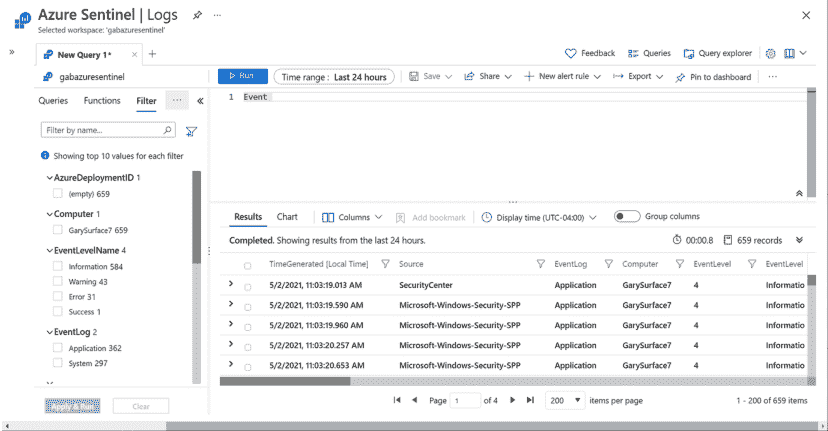 Azure Sentinel | Logs ...
Selected workspace: 'gabazuresentinel'
New Query 1*
Feedback Queries Query explorer
gabazuresentinel
Run Time range : Last 24 hours Save Share New alert rule Export Pin to dashboard ...
Queries Functions Filter ...
1 Event
Filter by name...
Showing top 10 values for each filter
AzureDeploymentID 1
(empty) 659
Computer 1
GarySurface7 659
EventLevelName 4
Information 584
Warning 43
Error 31
Success 1
EventLog 2
Application 362
System 297
Clear
Results Chart Columns Add bookmark Display time (UTC-04:00) Group columns
Completed. Showing results from the last 24 hours. 00:00.8 659 records
TimeGenerated [Local Time] Source EventLog Computer EventLevel EventLevel
5/2/2021, 11:03:19.013 AM SecurityCenter Application GarySurface7 4 Informatio
5/2/2021, 11:03:19.590 AM Microsoft-Windows-Security-SPP Application GarySurface7 4 Informatio
5/2/2021, 11:03:19.960 AM Microsoft-Windows-Security-SPP Application GarySurface7 4 Informatio
5/2/2021, 11:03:20.257 AM Microsoft-Windows-Security-SPP Application GarySurface7 4 Informatio
5/2/2021, 11:03:20.653 AM Microsoft-Windows-Security-SPP Application GarySurface7 4 Informatio
Page 1 of 4 200 items per page 1 - 200 of 659 items